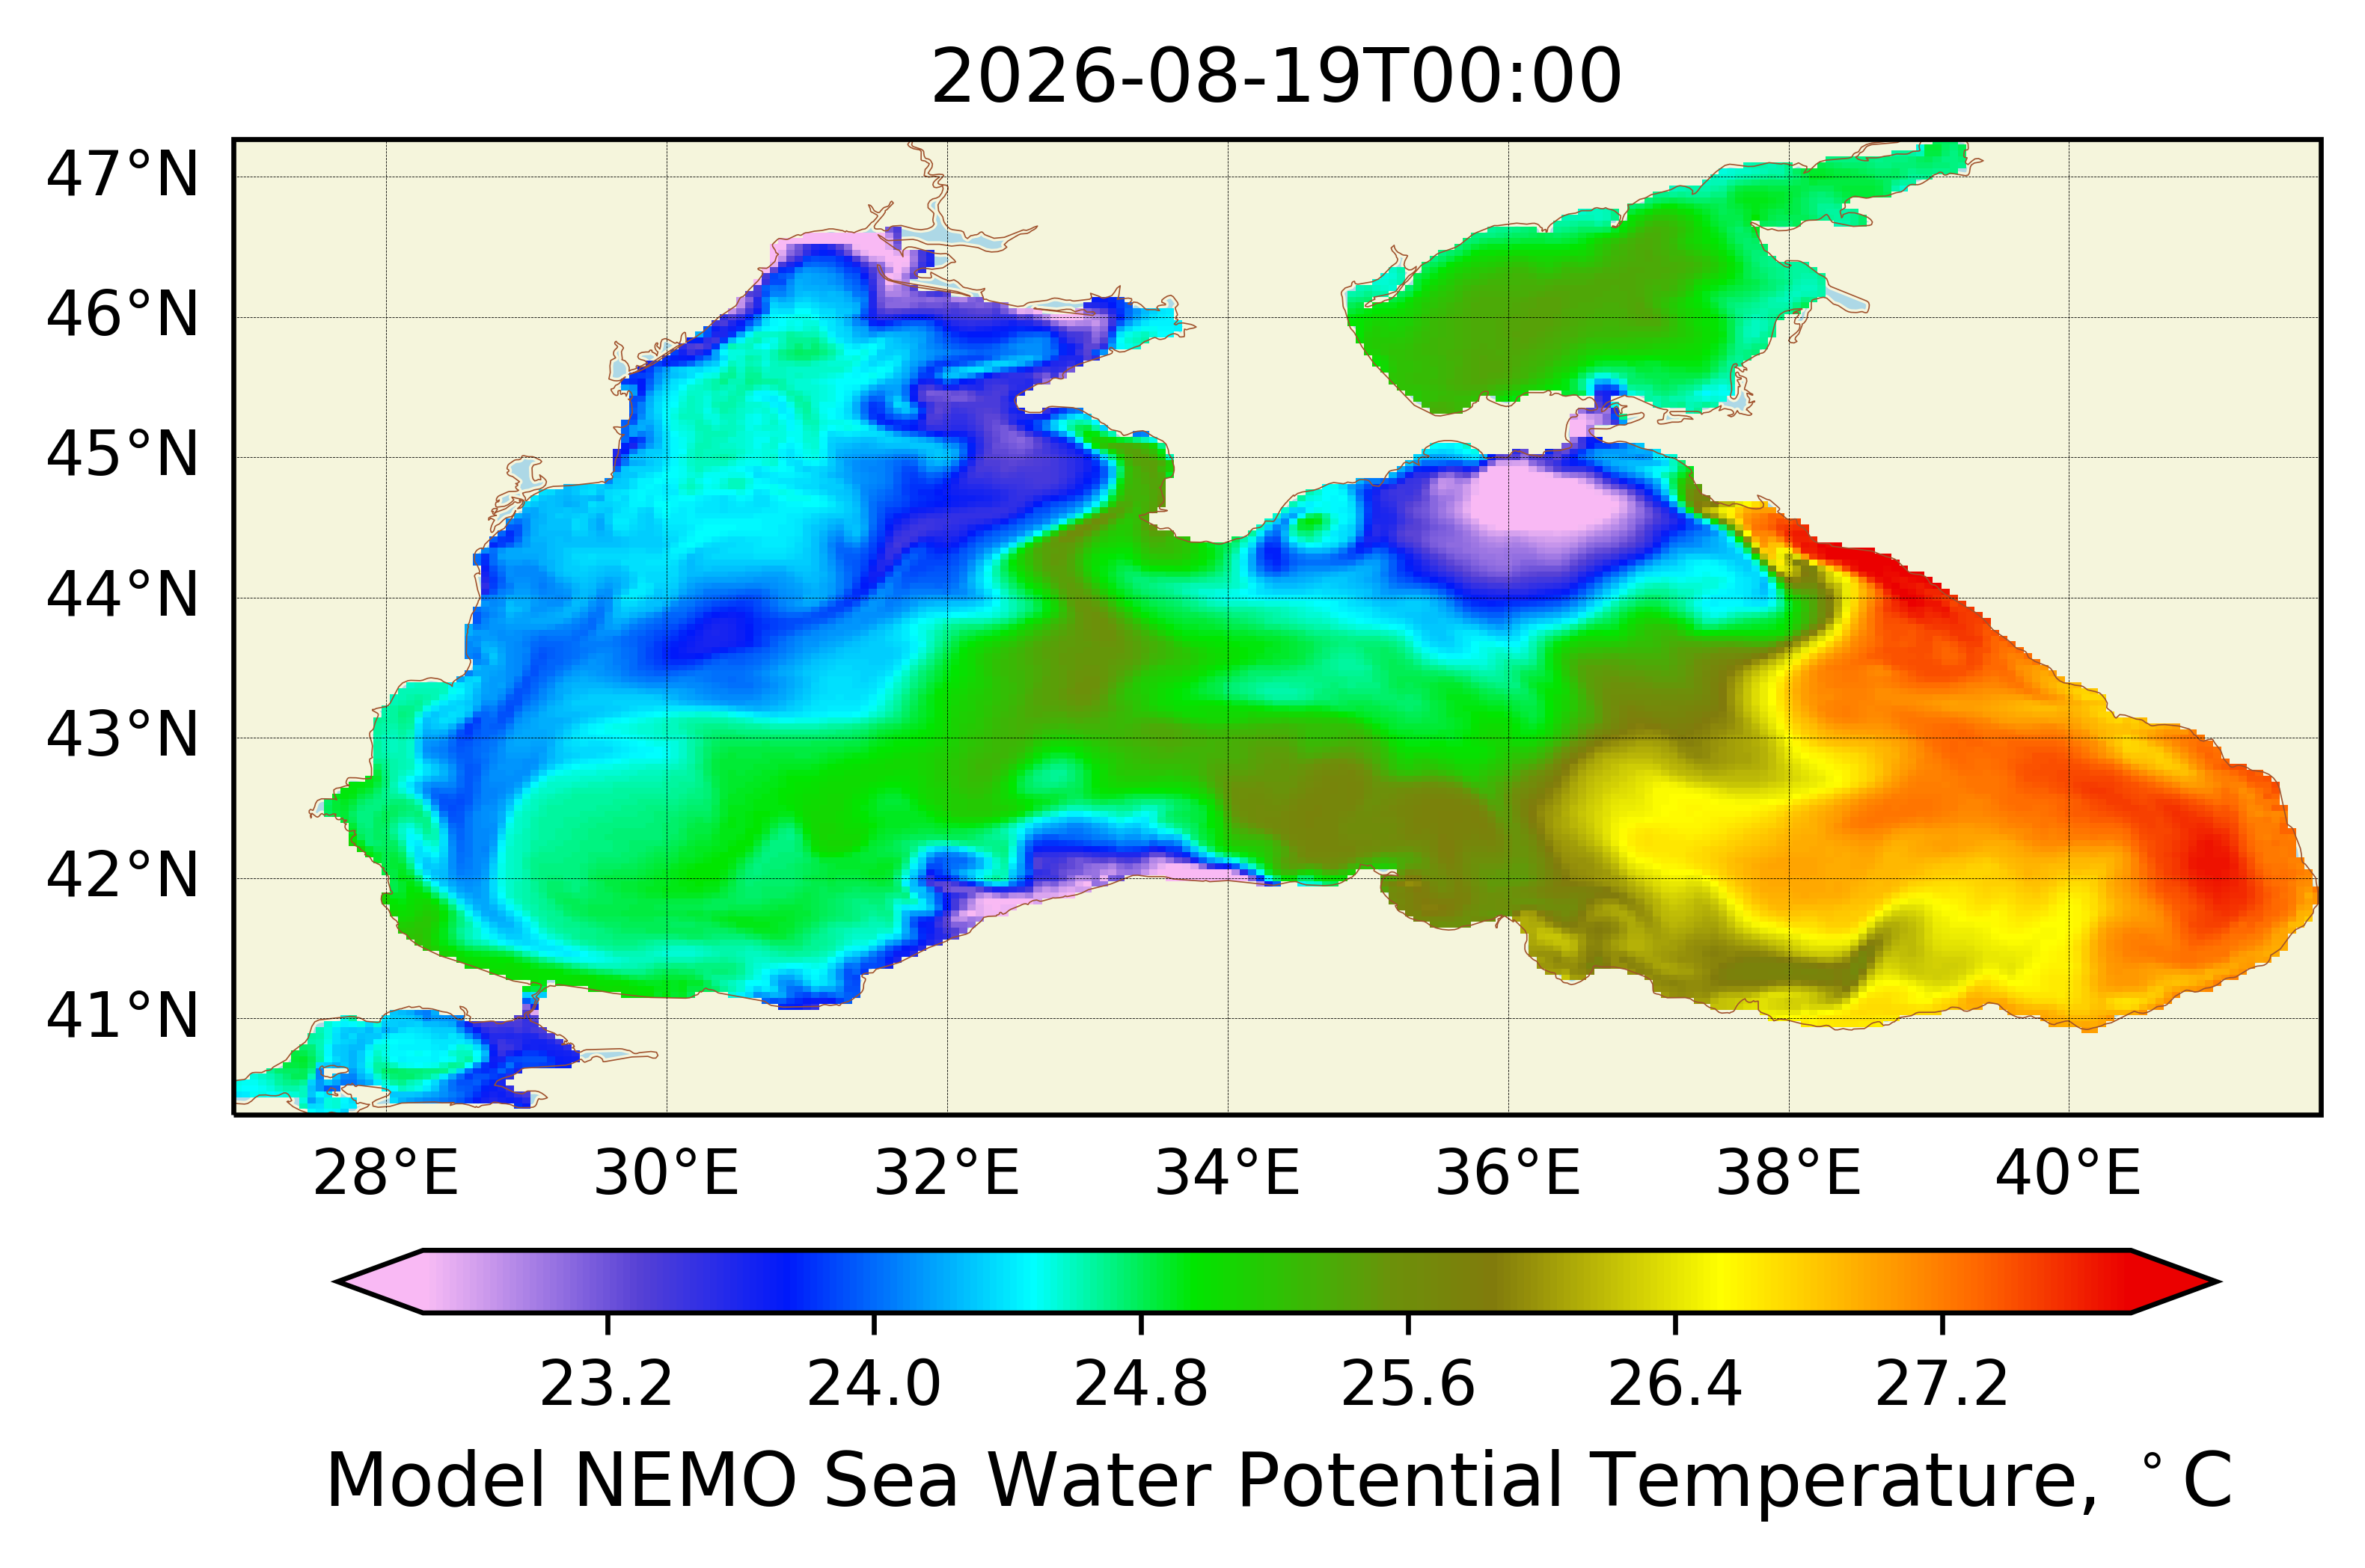 2026-08-19T00:00
47°N
46°N
45°N
44°N
43°N
42°N
41°N
28°E 30°E 32°E 34°E 36°E 38°E 40°E
23.2 24.0 24.8 25.6 26.4 27.2
Model NEMO Sea Water Potential Temperature, °C